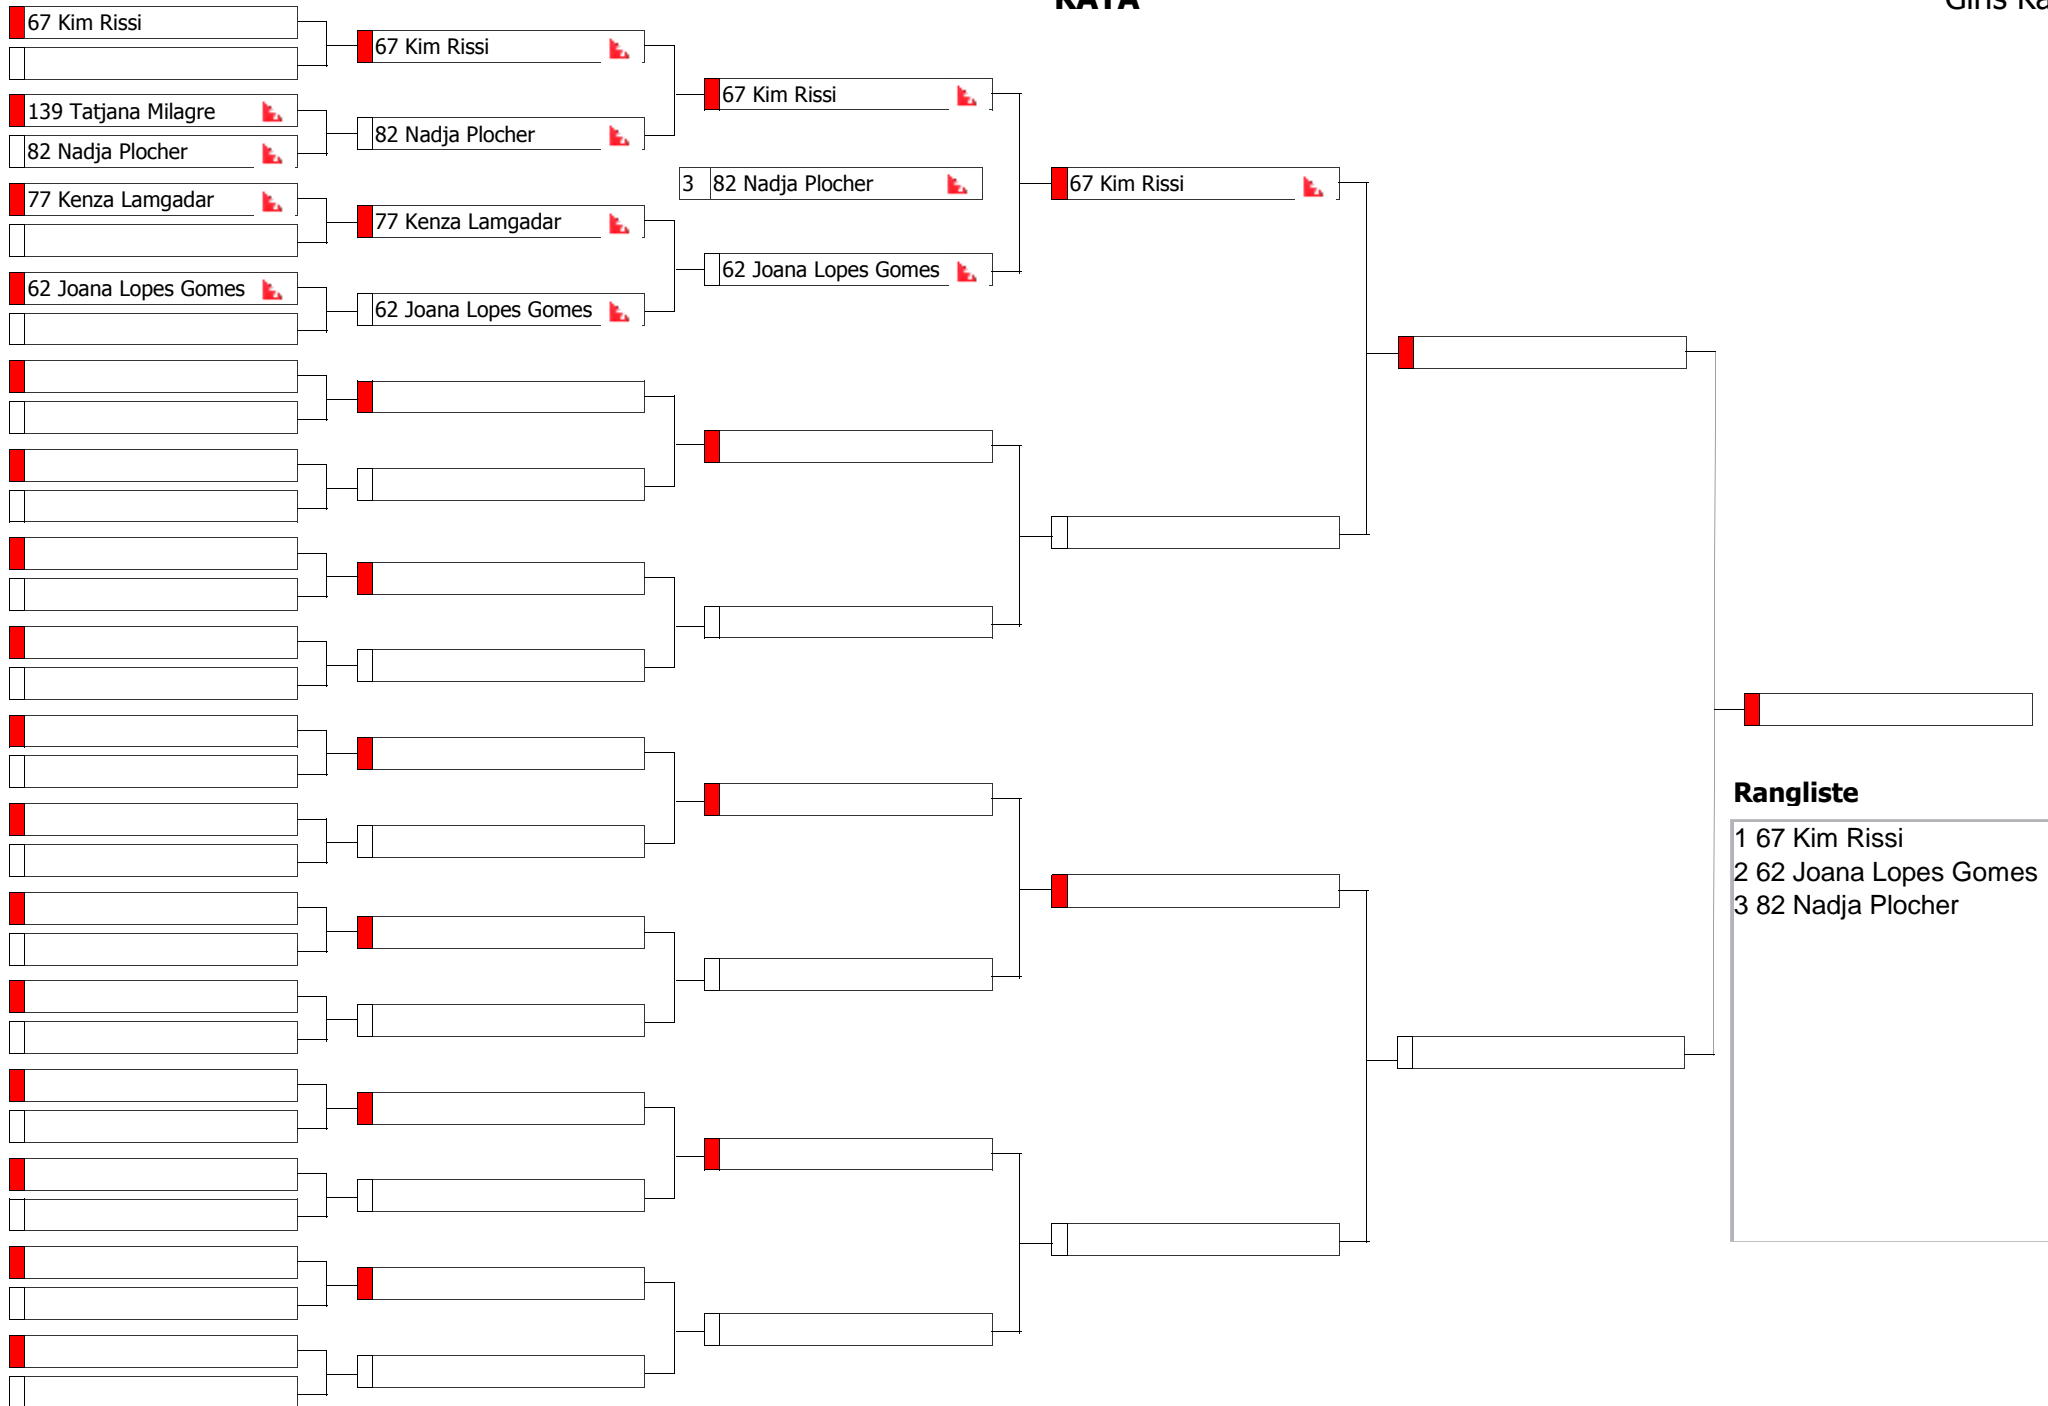 KATA
Girls Ka
67 Kim Rissi
139 Tatjana Milagre
82 Nadja Plocher
77 Kenza Lamgadar
62 Joana Lopes Gomes
67 Kim Rissi
82 Nadja Plocher
77 Kenza Lamgadar
62 Joana Lopes Gomes
67 Kim Rissi
3 82 Nadja Plocher
62 Joana Lopes Gomes
67 Kim Rissi
Rangliste
1 67 Kim Rissi
2 62 Joana Lopes Gomes
3 82 Nadja Plocher